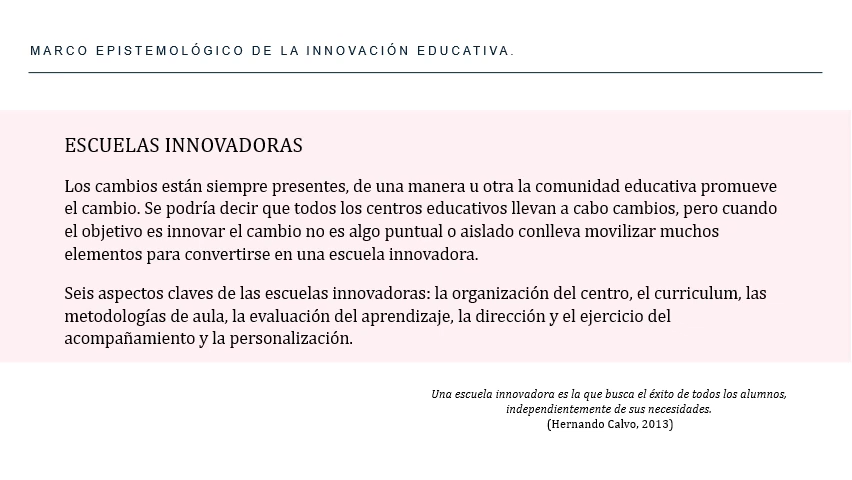 MARCO EPISTEMOLÓGICO DE LA INNOVACIÓN EDUCATIVA.
ESCUELAS INNOVADORAS
Los cambios están siempre presentes, de una manera u otra la comunidad educativa promueve
el cambio. Se podría decir que todos los centros educativos llevan a cabo cambios, pero cuando
el objetivo es innovar el cambio no es algo puntual o aislado conlleva movilizar muchos
elementos para convertirse en una escuela innovadora.
Seis aspectos claves de las escuelas innovadoras: la organización del centro, el curriculum, las
metodologías de aula, la evaluación del aprendizaje, la dirección y el ejercicio del
acompañamiento y la personalización.
Una escuela innovadora es la que busca el éxito de todos los alumnos,
independientemente de sus necesidades.
(Hernando Calvo, 2013)